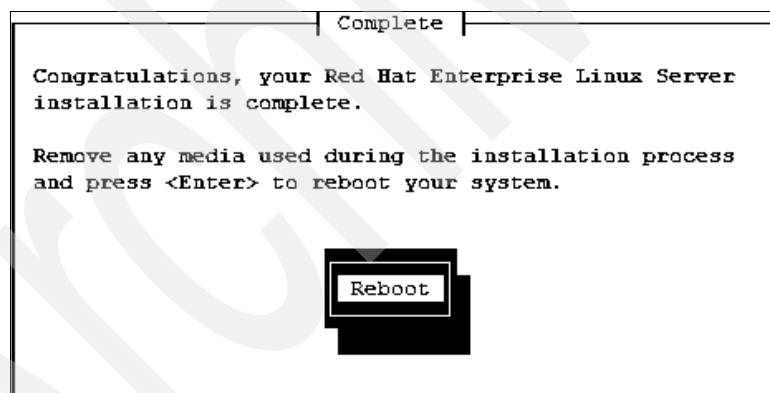 Complete
Congratulations, your Red Hat Enterprise Linux Server
installation is complete.
Remove any media used during the installation process
and press <Enter> to reboot your system.
Reboot